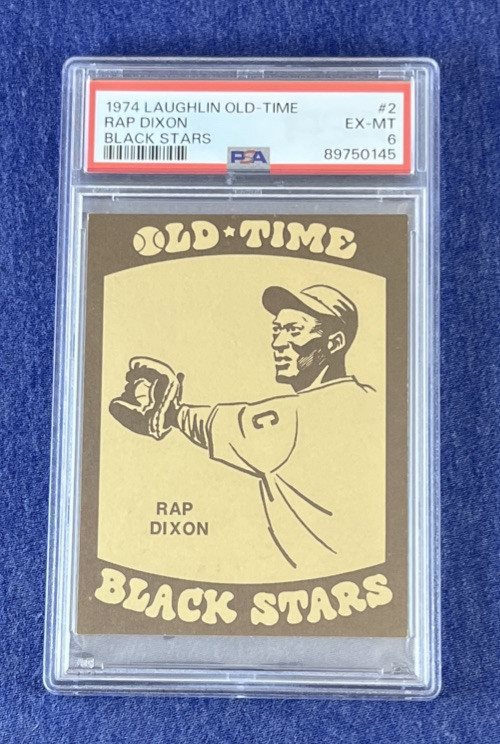 1974 LAUGHLIN OLD-TIME #2
RAP DIXON EX-MT
BLACK STARS 6
PSA 89750145
OLD★TIME
C
RAP
DIXON
BLACK STARS